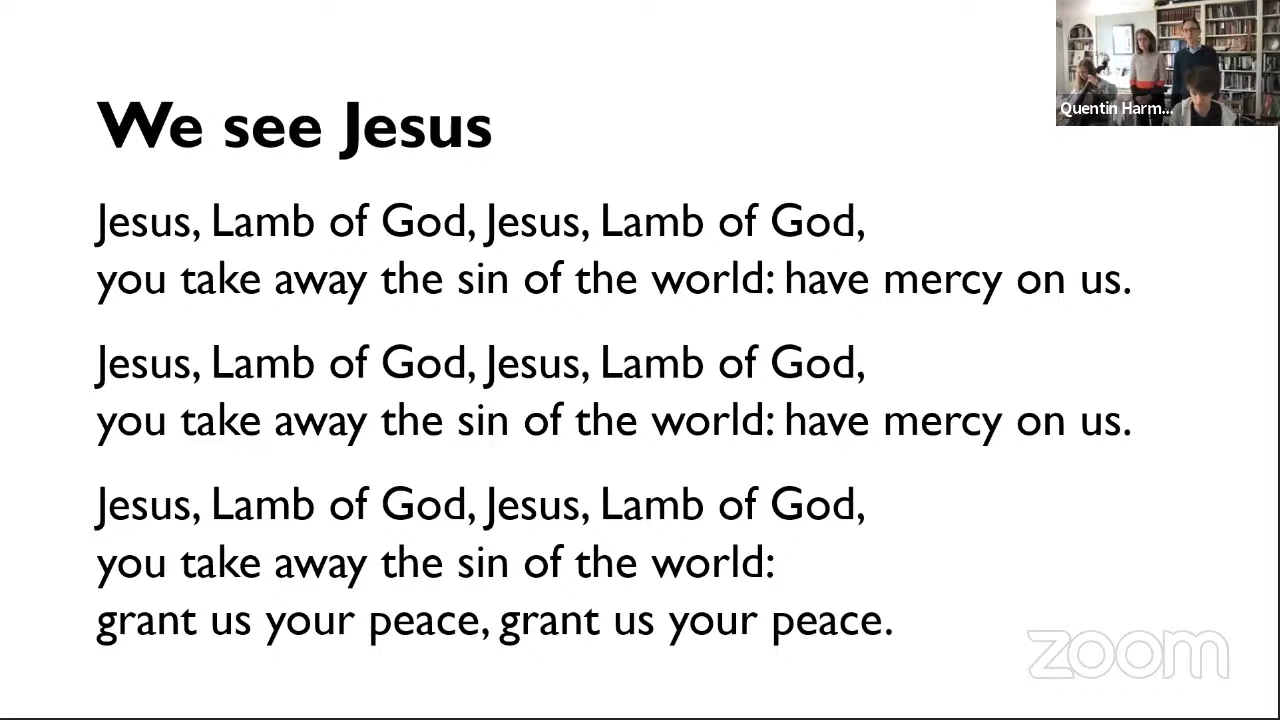 Quentin Harm...
We see Jesus
Jesus, Lamb of God, Jesus, Lamb of God,
you take away the sin of the world: have mercy on us.
Jesus, Lamb of God, Jesus, Lamb of God,
you take away the sin of the world: have mercy on us.
Jesus, Lamb of God, Jesus, Lamb of God,
you take away the sin of the world:
grant us your peace, grant us your peace.
zoom